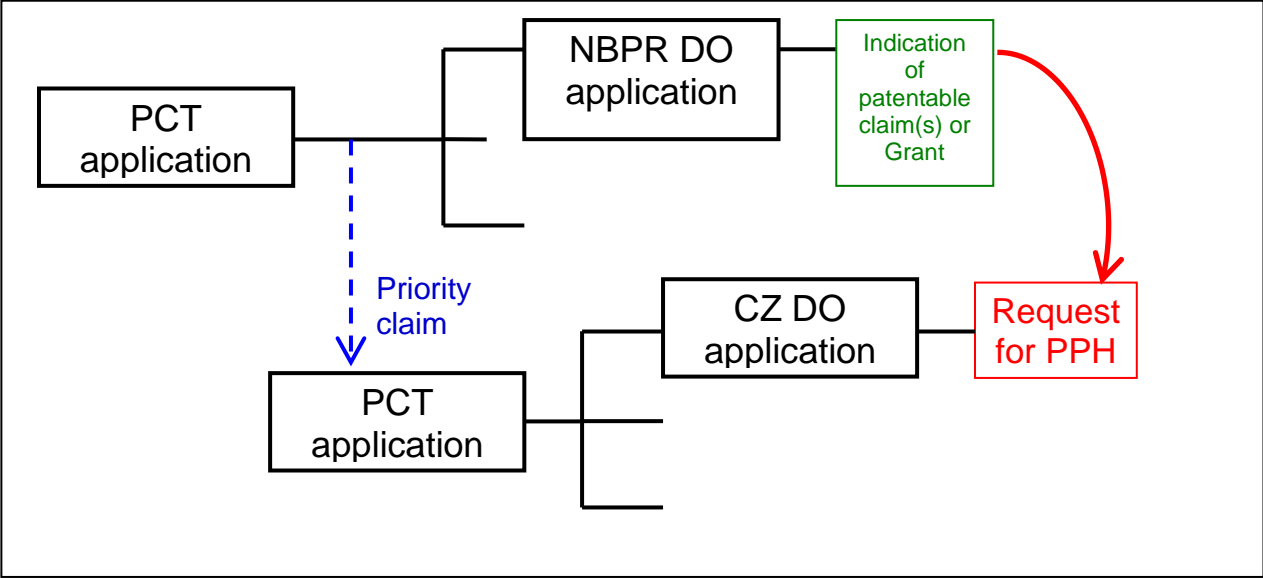 NBPR DO
application
Indication
of
patentable
claim(s) or
Grant
PCT
application
Priority
claim
CZ DO
application
Request
for PPH
PCT
application